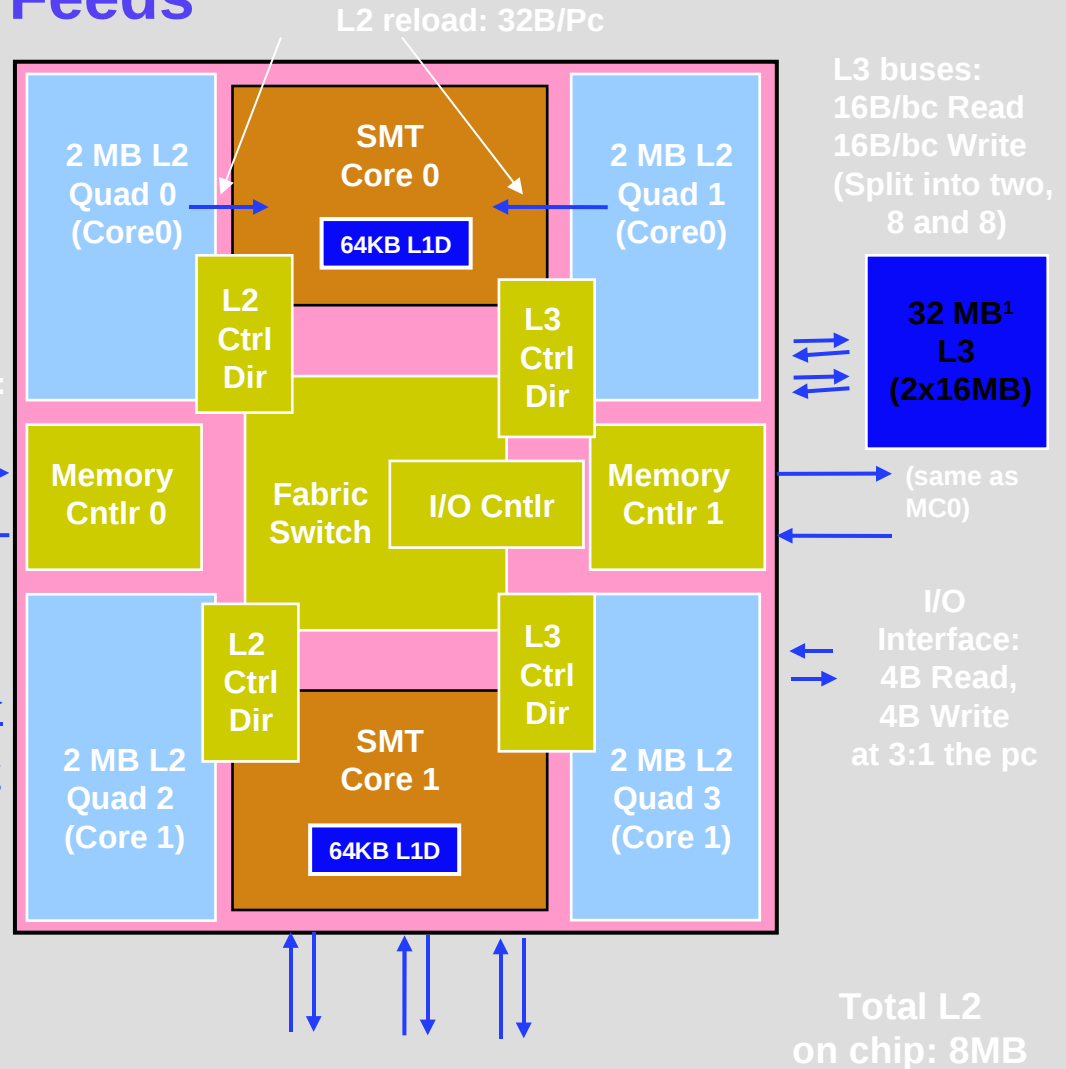 Feeds
L2 reload: 32B/Pc
L3 buses:
16B/bc Read
16B/bc Write
(Split into two,
8 and 8)
2 MB L2
Quad 0
(Core0)
SMT
Core 0
64KB L1D
2 MB L2
Quad 1
(Core0)
L2
Ctrl
Dir
L3
Ctrl
Dir
32 MB¹
L3
(2x16MB)
Memory
Cntlr 0
Fabric
Switch
I/O Cntlr
Memory
Cntlr 1
(same as
MC0)
I/O
Interface:
4B Read,
4B Write
at 3:1 the pc
L2
Ctrl
Dir
L3
Ctrl
Dir
2 MB L2
Quad 2
(Core 1)
SMT
Core 1
64KB L1D
2 MB L2
Quad 3
(Core 1)
Total L2
on chip: 8MB